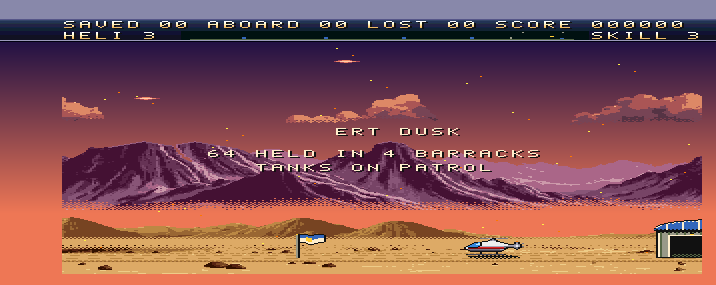 SAVED 00 ABOARD 00 LOST 00 SCORE 000000
HELI 3 SKILL 3
ERT DUSK
64 HELD IN 4 BARRACKS
TANKS ON PATROL